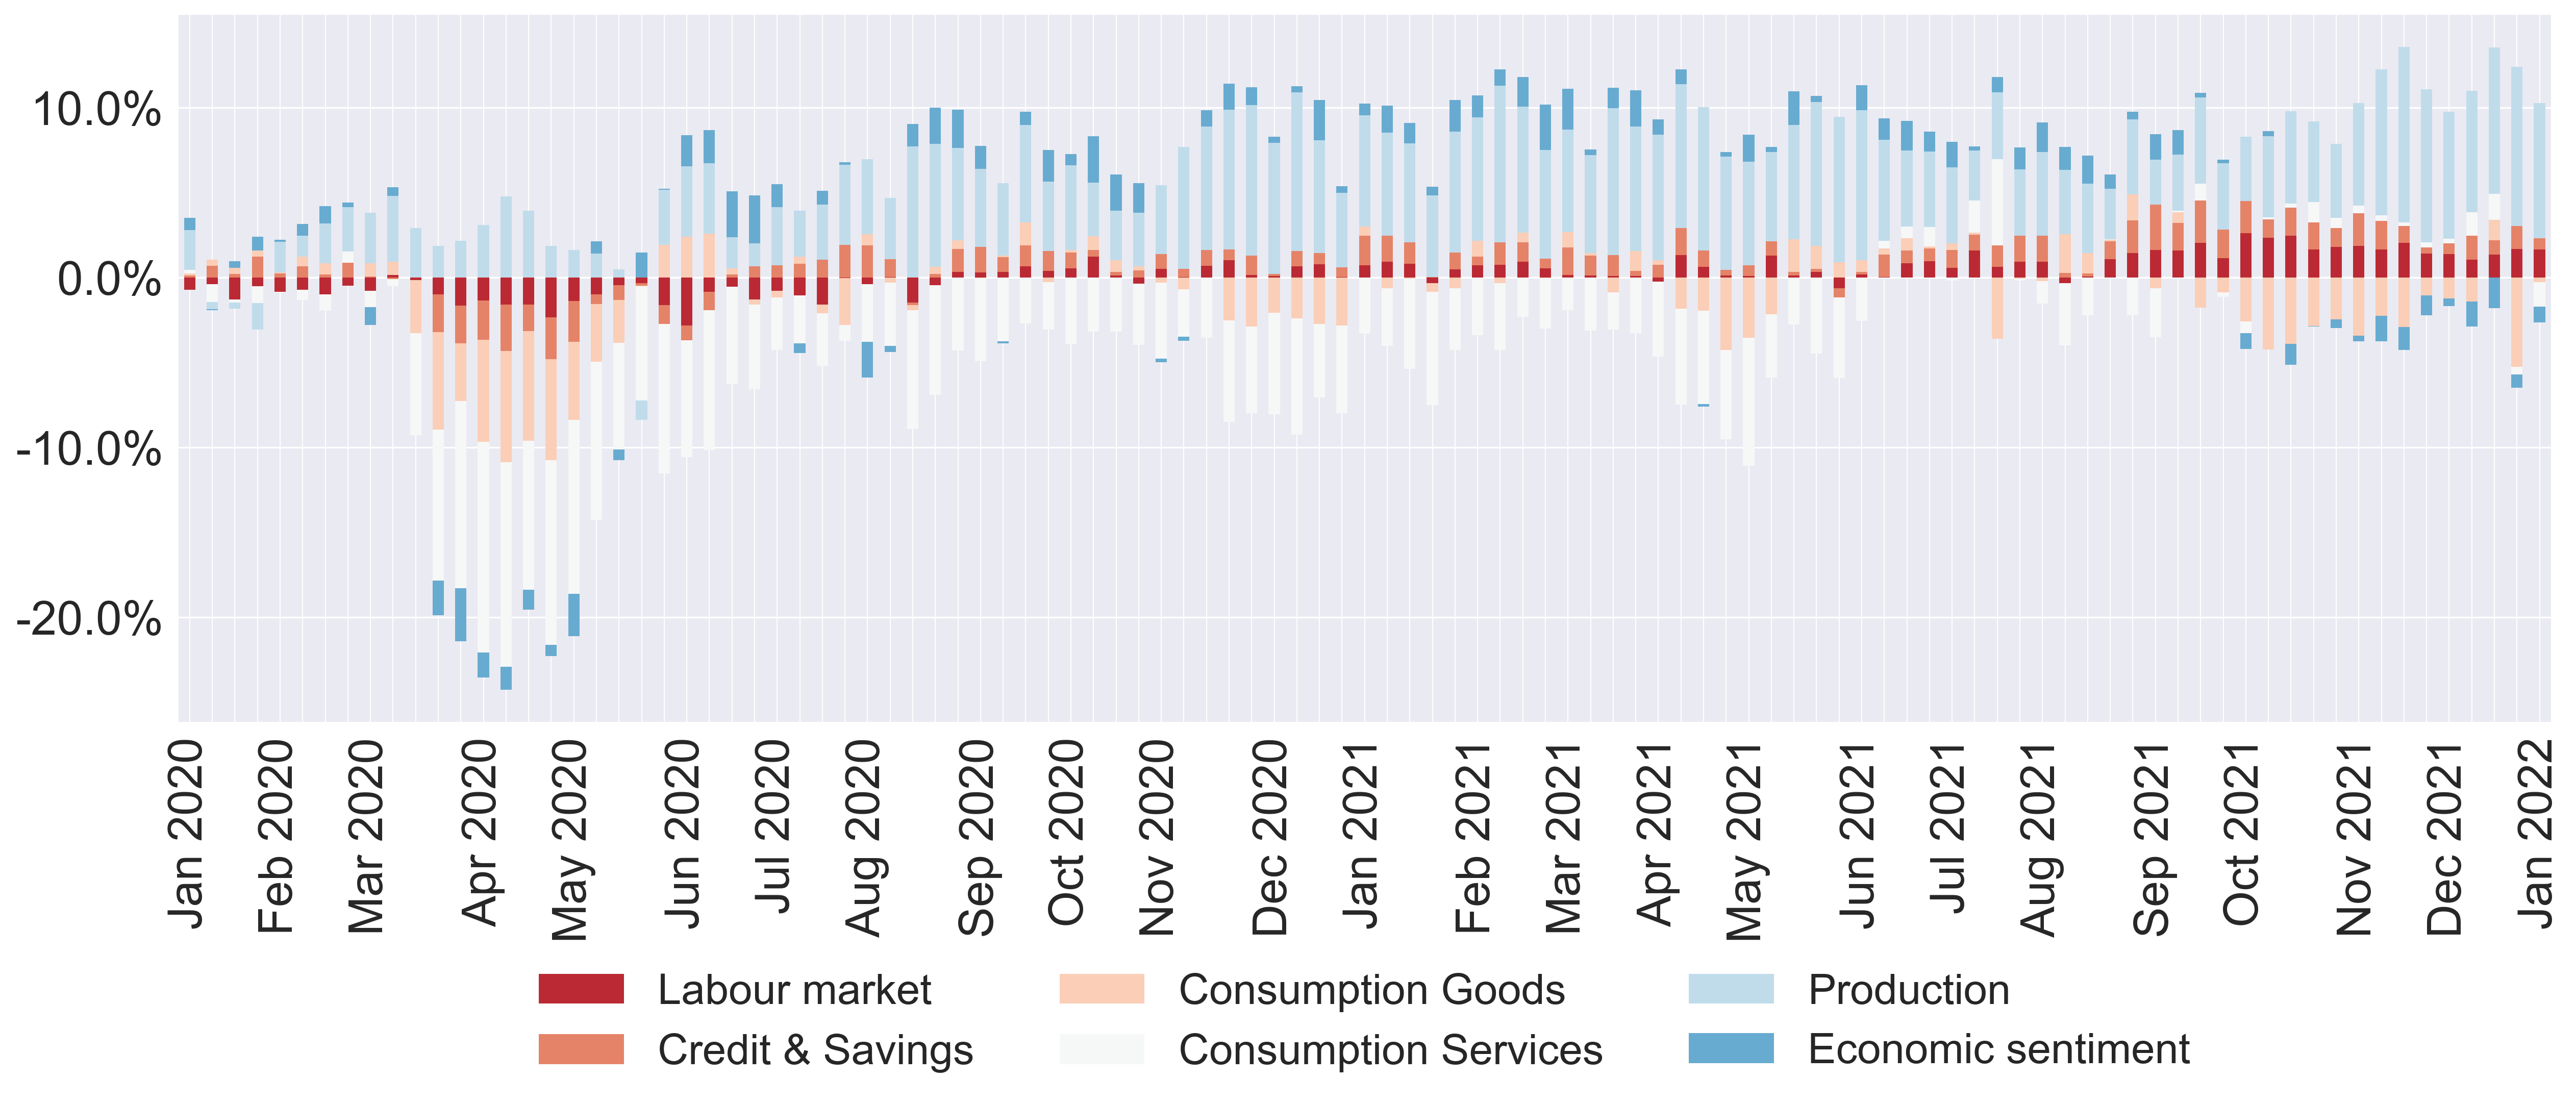 10.0%
0.0%
-10.0%
-20.0%
Jan 2020
Feb 2020
Mar 2020
Apr 2020
May 2020
Jun 2020
Jul 2020
Aug 2020
Sep 2020
Oct 2020
Nov 2020
Dec 2020
Jan 2021
Feb 2021
Mar 2021
Apr 2021
May 2021
Jun 2021
Jul 2021
Aug 2021
Sep 2021
Oct 2021
Nov 2021
Dec 2021
Jan 2022
Labour market
Credit & Savings
Consumption Goods
Consumption Services
Production
Economic sentiment